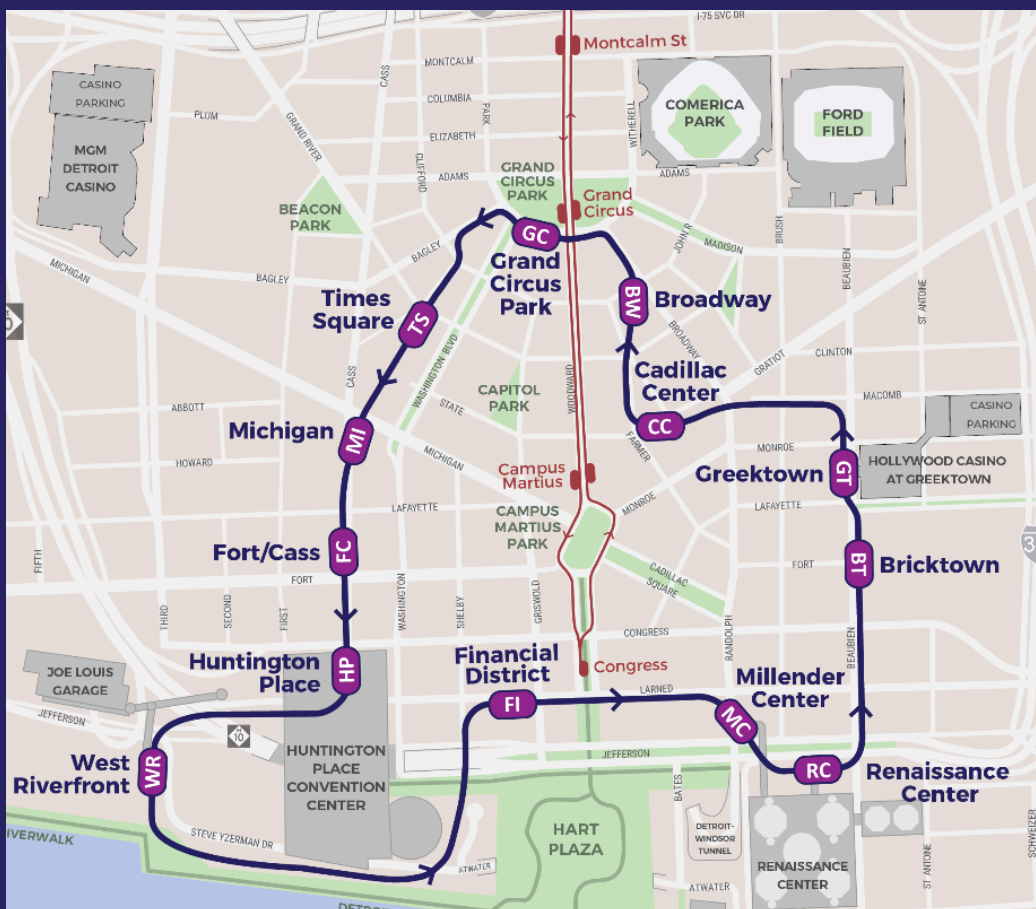 I-75 SVC DR
Montcalm St
MONTCALM
CASS
CASINO
PARKING
COLUMBIA
PARK
WITHERELL
COMERICA
PARK
FORD
FIELD
PLUM
GRAND RIVER
ELIZABETH
MGM
DETROIT
CASINO
CLIFFORD
ADAMS
GRAND
CIRCUS
PARK
ADAMS
Grand
Circus
BEACON
PARK
BRUSH
JOHN R
MADISON
BEAUBIEN
ST ANTOINE
GC
MICHIGAN
BAGLEY
BAGLEY
Grand
Circus
Park
BW
Broadway
Times
Square
TS
10
WASHINGTON BLVD
BROADWAY
GRATIOT
CLINTON
CASS
WOODWARD
Cadillac
Center
CAPITOL
PARK
STATE
MACOMB
ABBOTT
CASINO
PARKING
Michigan
MI
CC
FARMER
MONROE
MICHIGAN
HOWARD
Campus
Martius
Greektown
GT
HOLLYWOOD CASINO
AT GREEKTOWN
MONROE
LAFAYETTE
CAMPUS
MARTIUS
PARK
LAFAYETTE
Fort/Cass
FC
FIFTH
FORT
FORT
BT
Bricktown
3
CADILLAC
SQUARE
THIRD
SECOND
FIRST
WASHINGTON
SHELBY
GRISWOLD
RANDOLPH
BEAUBIEN
CONGRESS
Huntington
Place
HP
Financial
District
Congress
JOE LOUIS
GARAGE
Millender
Center
LARNED
FI
MC
JEFFERSON
M
10
HUNTINGTON
PLACE
CONVENTION
CENTER
JEFFERSON
West
Riverfront
WR
BATES
RC
Renaissance
Center
STEVE YZERMAN DR
HART
PLAZA
DETROIT-
WINDSOR
TUNNEL
SCHWEIZER
IVERWALK
ATWATER
RENAISSANCE
CENTER
ST ANTOINE
ATWATER
DETROIT